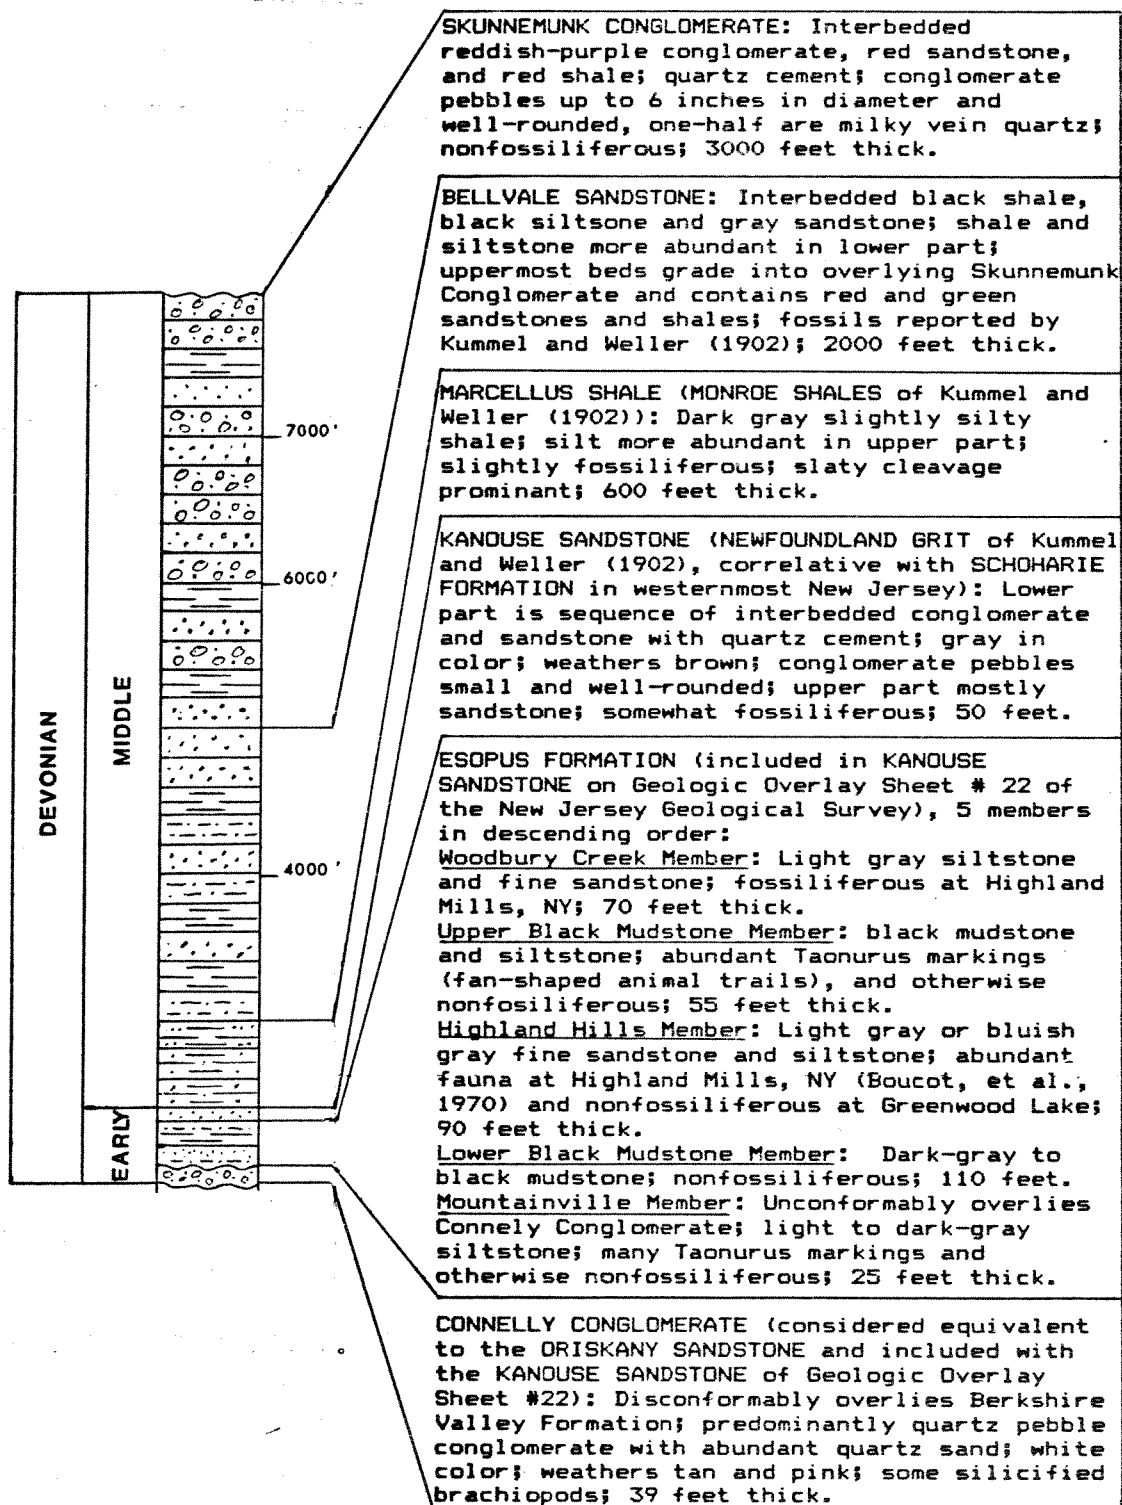 SKUNNEMUNK CONGLOMERATE: Interbedded
reddish-purple conglomerate, red sandstone,
and red shale; quartz cement; conglomerate
pebbles up to 6 inches in diameter and
well-rounded, one-half are milky vein quartz;
nonfossiliferous; 3000 feet thick.
BELLVALE SANDSTONE: Interbedded black shale,
black siltsone and gray sandstone; shale and
siltstone more abundant in lower part;
uppermost beds grade into overlying Skunnemunk
Conglomerate and contains red and green
sandstones and shales; fossils reported by
Kummel and Weller (1902); 2000 feet thick.
MARCELLUS SHALE (MONROE SHALES of Kummel and
Weller (1902)): Dark gray slightly silty
shale; silt more abundant in upper part;
slightly fossiliferous; slaty cleavage
prominant; 600 feet thick.
KANOUSE SANDSTONE (NEWFOUNDLAND GRIT of Kummel
and Weller (1902), correlative with SCHOHARIE
FORMATION in westernmost New Jersey): Lower
part is sequence of interbedded conglomerate
and sandstone with quartz cement; gray in
color; weathers brown; conglomerate pebbles
small and well-rounded; upper part mostly
sandstone; somewhat fossiliferous; 50 feet.
ESOPUS FORMATION (included in KANOUSE
SANDSTONE on Geologic Overlay Sheet # 22 of
the New Jersey Geological Survey), 5 members
in descending order:
Woodbury Creek Member: Light gray siltstone
and fine sandstone; fossiliferous at Highland
Mills, NY; 70 feet thick.
Upper Black Mudstone Member: black mudstone
and siltstone; abundant Taonurus markings
(fan-shaped animal trails), and otherwise
nonfosiliferous; 55 feet thick.
Highland Hills Member: Light gray or bluish
gray fine sandstone and siltstone; abundant
fauna at Highland Mills, NY (Boucot, et al.,
1970) and nonfossiliferous at Greenwood Lake;
90 feet thick.
Lower Black Mudstone Member: Dark-gray to
black mudstone; nonfossiliferous; 110 feet.
Mountainville Member: Unconformably overlies
Connely Conglomerate; light to dark-gray
siltstone; many Taonurus markings and
otherwise nonfossiliferous; 25 feet thick.
CONNELLY CONGLOMERATE (considered equivalent
to the ORISKANY SANDSTONE and included with
the KANOUSE SANDSTONE of Geologic Overlay
Sheet #22): Disconformably overlies Berkshire
Valley Formation; predominantly quartz pebble
conglomerate with abundant quartz sand; white
color; weathers tan and pink; some silicified
brachiopods; 39 feet thick.
DEVONIAN
MIDDLE
EARLY
7000'
6000'
4000'